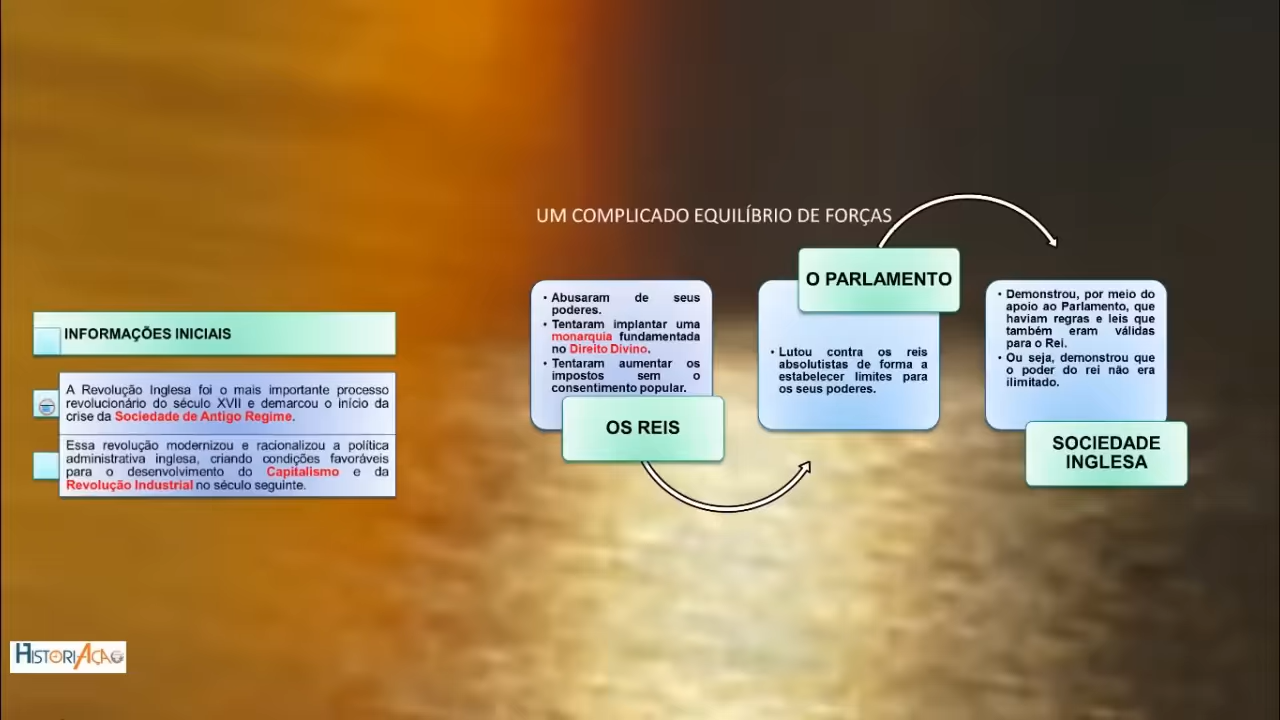 INFORMAÇÕES INICIAIS
A Revolução Inglesa foi o mais importante processo
revolucionário do século XVII e demarcou o início da
crise da Sociedade de Antigo Regime.
Essa revolução modernizou e racionalizou a política
administrativa inglesa, criando condições favoráveis
para o desenvolvimento do Capitalismo e da
Revolução Industrial no século seguinte.
UM COMPLICADO EQUILÍBRIO DE FORÇAS
• Abusaram de seus
poderes.
• Tentaram implantar uma
monarquia fundamentada
no Direito Divino.
• Tentaram aumentar os
impostos sem o
consentimento popular.
OS REIS
O PARLAMENTO
• Lutou contra os reis
absolutistas de forma a
estabelecer limites para
os seus poderes.
• Demonstrou, por meio do
apoio ao Parlamento, que
haviam regras e leis que
também eram válidas
para o Rei.
• Ou seja, demonstrou que
o poder do rei não era
ilimitado.
SOCIEDADE
INGLESA
HISTORIAÇÃO